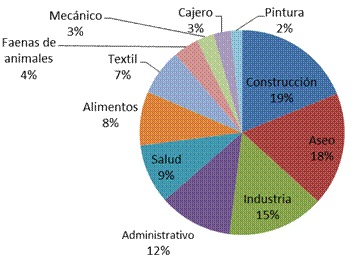 Mecánico
3%
Cajero
3%
Pintura
2%
Faenas de
animales
4%
Textil
7%
Construcción
19%
Alimentos
8%
Aseo
18%
Salud
9%
Industria
15%
Administrativo
12%